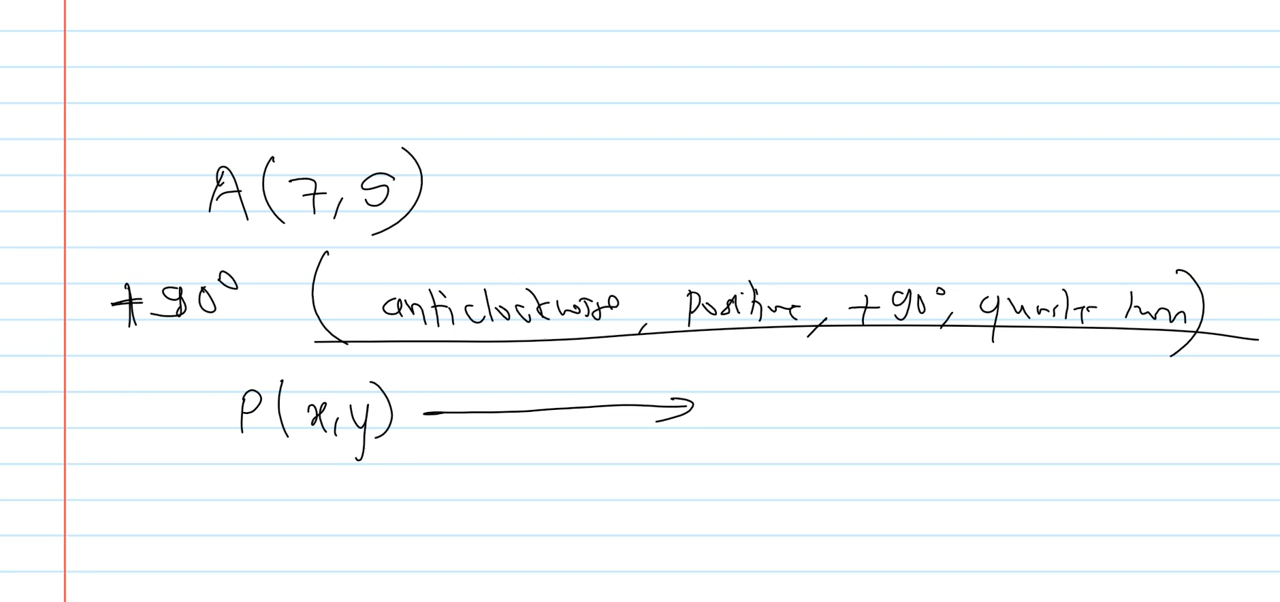 A(7,5)
+90° (anticlockwise, positive, +90°, quarter turn)
P(x,y) →